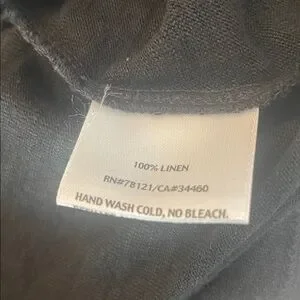 100% LINEN
RN#78121/CA#34460
HAND WASH COLD, NO BLEACH.